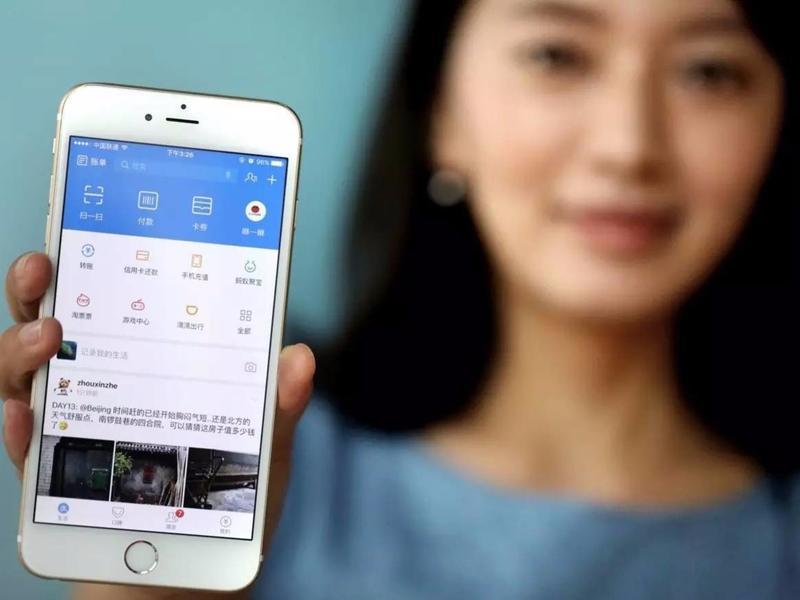 中国联通
下午3:26
96%
账单
搜索
扫一扫
付款
卡券
咻一咻
转账
信用卡还款
手机充值
蚂蚁聚宝
淘票票
游戏中心
滴滴出行
全部
记录我的生活
zhouxinzhe
DAY13: @Beijing 时间赶的已经开始胸闷气短..还是北方的
天气舒服点、南锣鼓巷的四合院，可以猜猜这房子值多少钱
了
7
口碑
我的